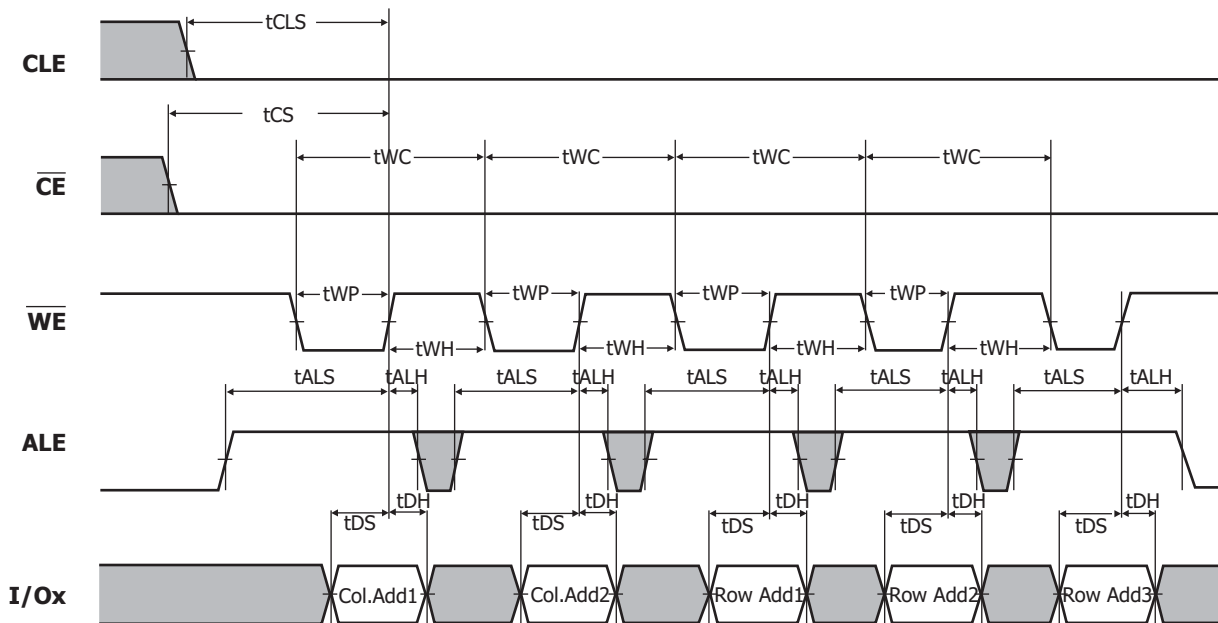 tCLS
CLE
tCS
tWC tWC tWC tWC
CE
tWP tWP tWP tWP
WE
tWH tWH tWH tWH
tALS tALH tALS tALH tALS tALH tALS tALH tALS tALH
ALE
tDH tDH tDH tDH tDH
tDS tDS tDS tDS tDS
I/Ox Col.Add1 Col.Add2 Row Add1 Row Add2 Row Add3